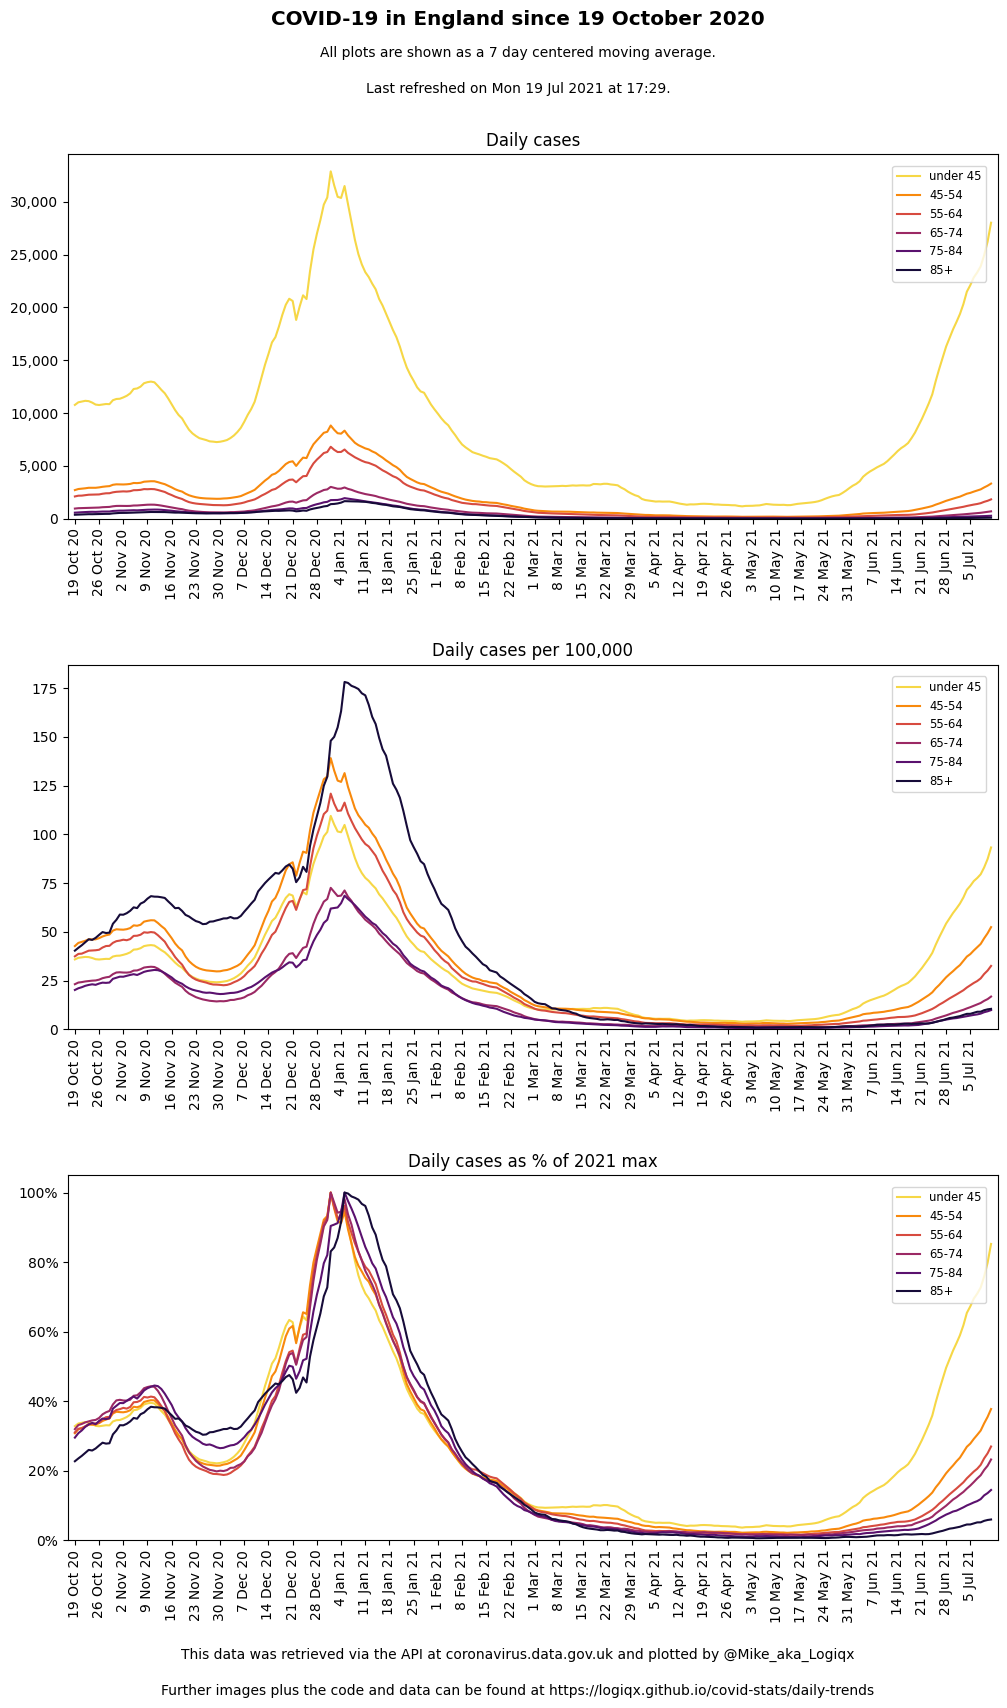 COVID-19 in England since 19 October 2020
All plots are shown as a 7 day centered moving average.
Last refreshed on Mon 19 Jul 2021 at 17:29.
Daily cases
under 45
45-54
55-64
65-74
75-84
85+
30,000
25,000
20,000
15,000
10,000
5,000
0
19 Oct 20
26 Oct 20
2 Nov 20
9 Nov 20
16 Nov 20
23 Nov 20
30 Nov 20
7 Dec 20
14 Dec 20
21 Dec 20
28 Dec 20
4 Jan 21
11 Jan 21
18 Jan 21
25 Jan 21
1 Feb 21
8 Feb 21
15 Feb 21
22 Feb 21
1 Mar 21
8 Mar 21
15 Mar 21
22 Mar 21
29 Mar 21
5 Apr 21
12 Apr 21
19 Apr 21
26 Apr 21
3 May 21
10 May 21
17 May 21
24 May 21
31 May 21
7 Jun 21
14 Jun 21
21 Jun 21
28 Jun 21
5 Jul 21
Daily cases per 100,000
under 45
45-54
55-64
65-74
75-84
85+
175
150
125
100
75
50
25
0
19 Oct 20
26 Oct 20
2 Nov 20
9 Nov 20
16 Nov 20
23 Nov 20
30 Nov 20
7 Dec 20
14 Dec 20
21 Dec 20
28 Dec 20
4 Jan 21
11 Jan 21
18 Jan 21
25 Jan 21
1 Feb 21
8 Feb 21
15 Feb 21
22 Feb 21
1 Mar 21
8 Mar 21
15 Mar 21
22 Mar 21
29 Mar 21
5 Apr 21
12 Apr 21
19 Apr 21
26 Apr 21
3 May 21
10 May 21
17 May 21
24 May 21
31 May 21
7 Jun 21
14 Jun 21
21 Jun 21
28 Jun 21
5 Jul 21
Daily cases as % of 2021 max
under 45
45-54
55-64
65-74
75-84
85+
100%
80%
60%
40%
20%
0%
19 Oct 20
26 Oct 20
2 Nov 20
9 Nov 20
16 Nov 20
23 Nov 20
30 Nov 20
7 Dec 20
14 Dec 20
21 Dec 20
28 Dec 20
4 Jan 21
11 Jan 21
18 Jan 21
25 Jan 21
1 Feb 21
8 Feb 21
15 Feb 21
22 Feb 21
1 Mar 21
8 Mar 21
15 Mar 21
22 Mar 21
29 Mar 21
5 Apr 21
12 Apr 21
19 Apr 21
26 Apr 21
3 May 21
10 May 21
17 May 21
24 May 21
31 May 21
7 Jun 21
14 Jun 21
21 Jun 21
28 Jun 21
5 Jul 21
This data was retrieved via the API at coronavirus.data.gov.uk and plotted by @Mike_aka_Logiqx
Further images plus the code and data can be found at https://logiqx.github.io/covid-stats/daily-trends